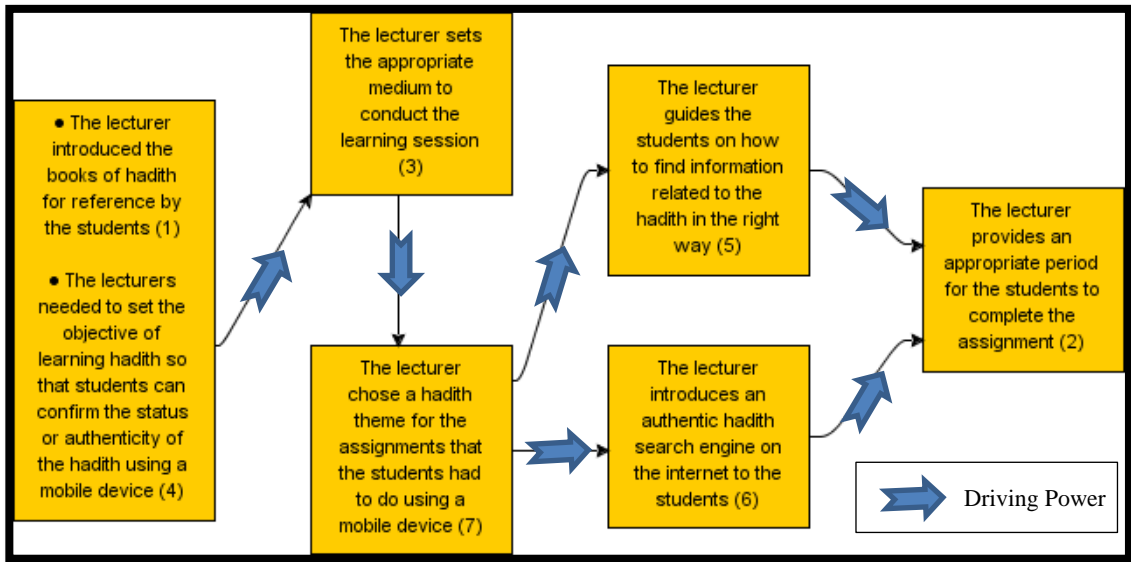 ● The lecturer
introduced the
books of hadith
for reference by
the students (1)
● The lecturers
needed to set the
objective of
learning hadith so
that students can
confirm the status
or authenticity of
the hadith using a
mobile device (4)
The lecturer sets
the appropriate
medium to
conduct the
learning session
(3)
The lecturer
chose a hadith
theme for the
assignments that
the students had
to do using a
mobile device (7)
The lecturer
guides the
students on how
to find information
related to the
hadith in the right
way (5)
The lecturer
introduces an
authentic hadith
search engine on
the internet to the
students (6)
The lecturer
provides an
appropriate period
for the students to
complete the
assignment (2)
Driving Power